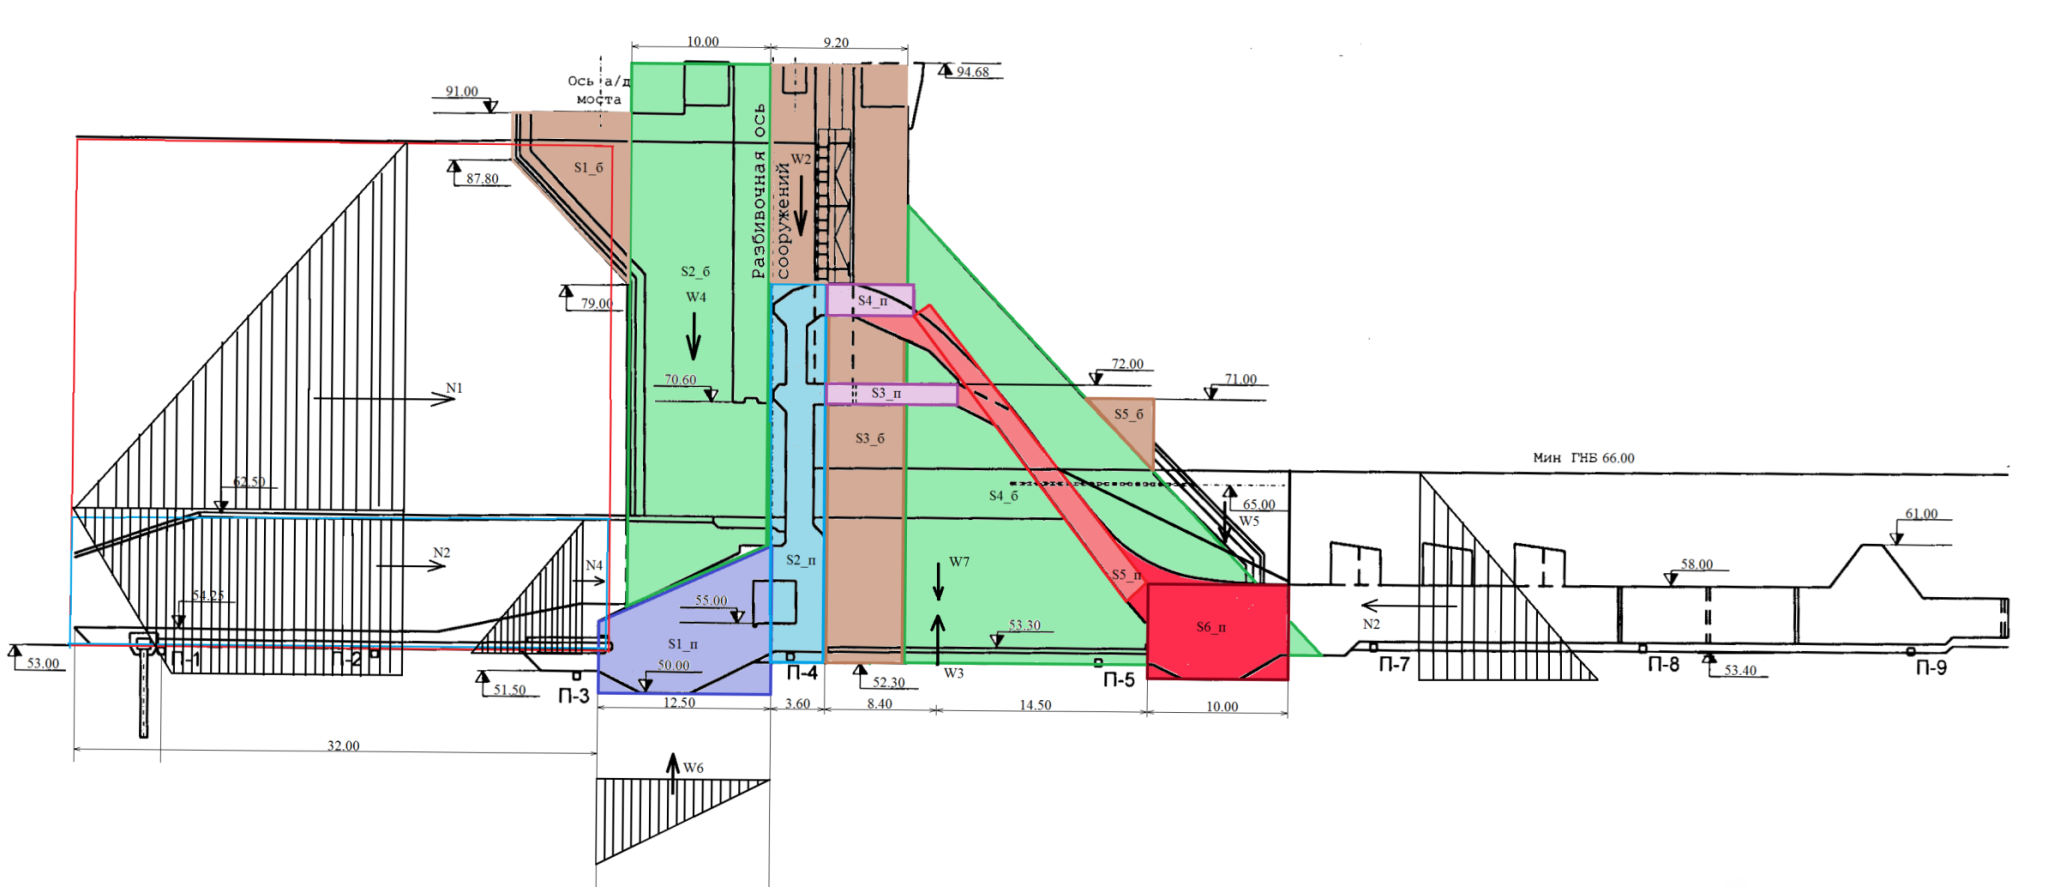 10.00
9.20
94.68
Ось а/д
моста
91.00
Разбивочная ось
сооружений
W2
S1_б
87.80
S2_б
W4
79.00
S4_п
72.00
71.00
70.60
N1
S3_п
S5_б
S3_б
Мин ГНБ 66.00
62.50
S4_б
65.00
W5
61.00
N2
N4
S2_п
W7
S5_п
58.00
54.25
55.00
N2
53.30
S6_п
S1_п
53.00
П-1
П-2
50.00
П-4
W3
П-5
П-7
П-8
П-9
51.50
П-3
52.30
53.40
12.50
3.60
8.40
14.50
10.00
32.00
W6